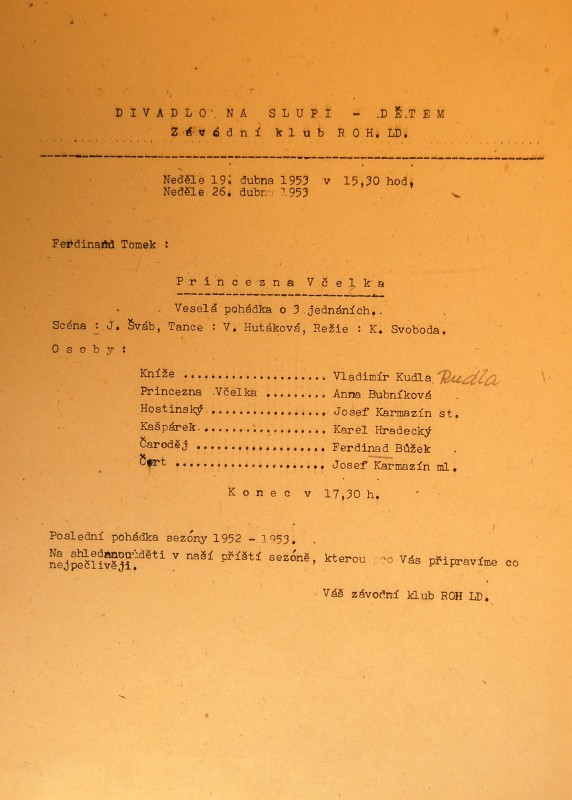 DIVADLO NA SLUPI - DĚTEM
Závódní klub ROH. LD.
Neděle 19. dubna 1953 v 15,30 hod,
Neděle 26. dubna 1953
Ferdinand Tomek :
Princezna Včelka
Veselá pohádka o 3 jednáních.
Scéna : J. Šváb, Tance : V. Hutáková, Režie : K. Svoboda.
Osoby :
Kníže .................... Vladimír Kudla Rudla
Princezna Včelka ......... Anna Bubníková
Hostinský................. Josef Karmazín st.
Kašpárek.................. Karel Hradecký
Čaroděj .................. Ferdinad Bůžek
Čert ..................... Josef Karmazín ml.
Konec v 17,30 h.
Poslední pohádka sezóny 1952 - 1953.
Na shledanou děti v naší příští sezóně, kterou pro Vás připravíme co
nejpečlivěji.
Váš závodní klub ROH LD.